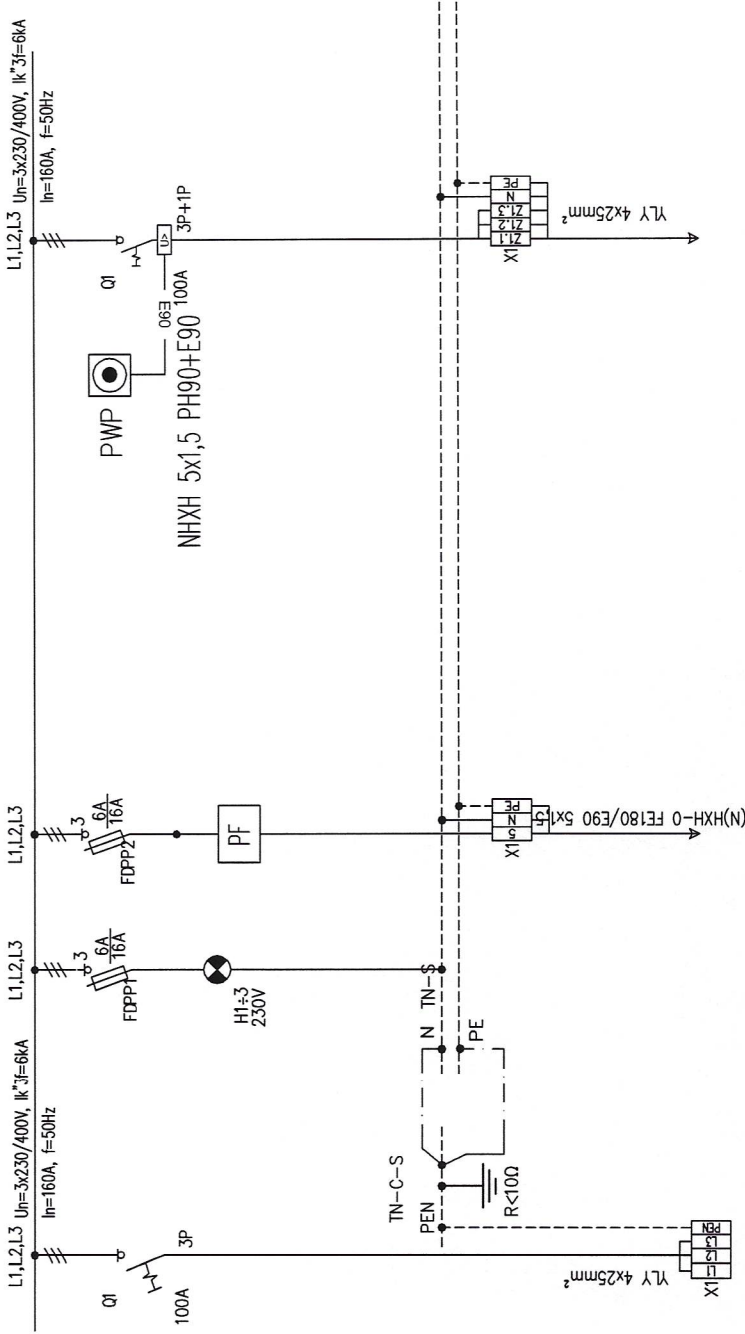 L1,L2,L3 Un=3x230/400V, Ik"3f=6kA
In=160A, f=50Hz
Q1
3P
100A
YLY 4x25mm²
X1
L1
L2
L3
PEN
TN-C-S
PEN
R<10Ω
N
TN-S
PE
L1,L2,L3
3
6A
16A
FDPP1
H1÷3
230V
L1,L2,L3
3
6A
16A
FDPP2
PF
X1
5
N
PE
(N)HXH-0 FE180/E90 5x1,5
L1,L2,L3 Un=3x230/400V, Ik"3f=6kA
In=160A, f=50Hz
Q1
U>
3P+1P
E90
100A
PWP
NHXH 5x1,5 PH90+E90
X1
Z1.1
Z1.2
Z1.3
N
PE
YLY 4x25mm²